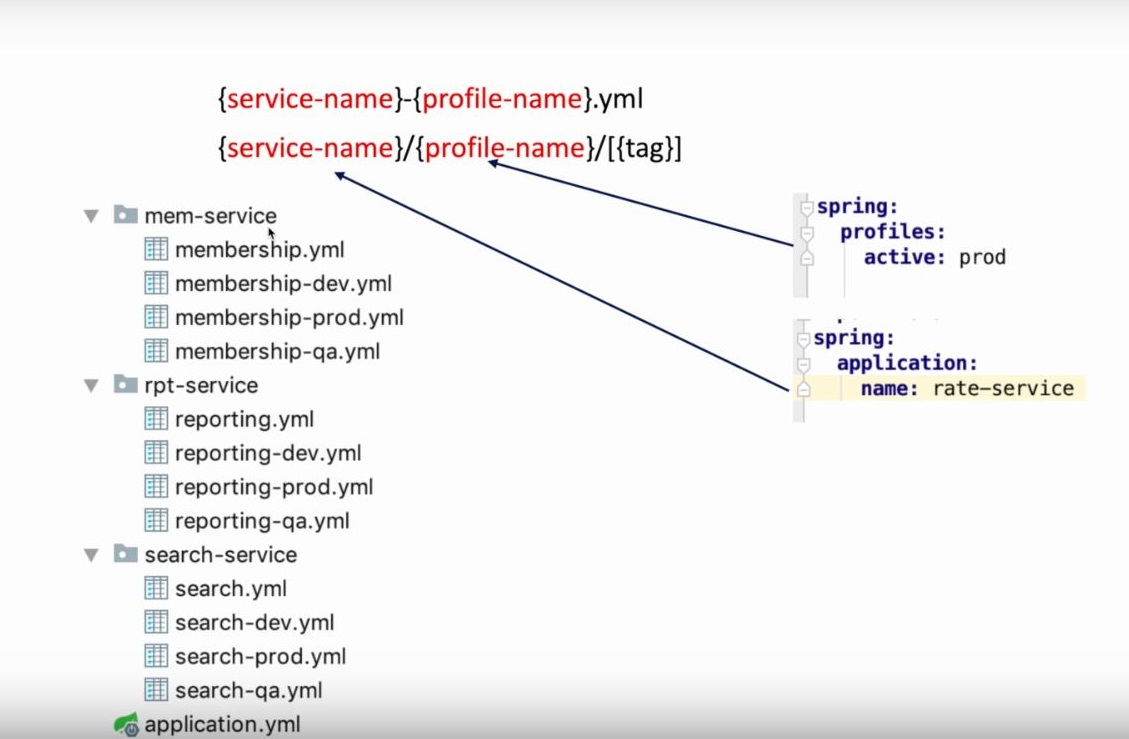 {service-name}-{profile-name}.yml
{service-name}/{profile-name}/[{tag}]
mem-service
membership.yml
membership-dev.yml
membership-prod.yml
membership-qa.yml
rpt-service
reporting.yml
reporting-dev.yml
reporting-prod.yml
reporting-qa.yml
search-service
search.yml
search-dev.yml
search-prod.yml
search-qa.yml
application.yml
spring:
profiles:
active: prod
spring:
application:
name: rate-service